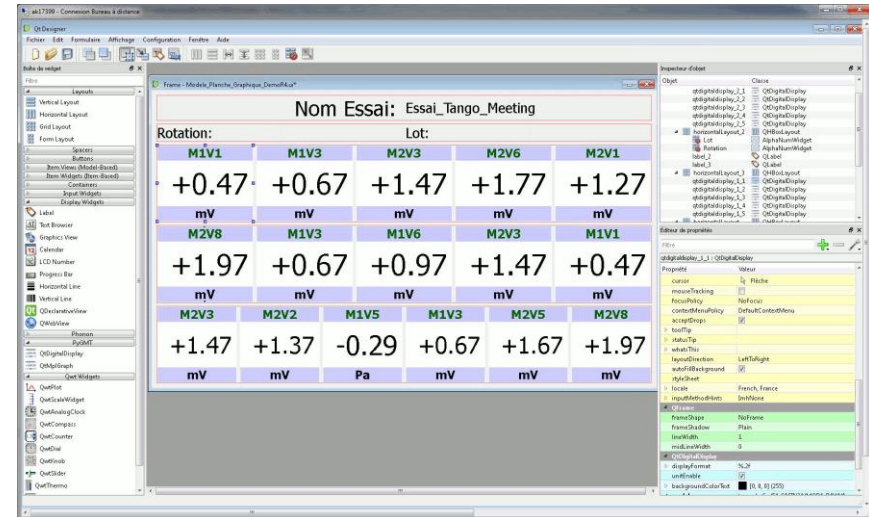 ak17399 - Connexion Bureau à distance
Qt Designer
Fichier Edit Formulaire Affichage Configuration Fenêtre Aide
Boîte de widget
Filtre
Layouts
Vertical Layout
Horizontal Layout
Grid Layout
Form Layout
Spacers
Buttons
Item Views (Model-Based)
Item Widgets (Item-Based)
Containers
Input Widgets
Display Widgets
Label
Text Browser
Graphics View
Calendar
LCD Number
Progress Bar
Horizontal Line
Vertical Line
QDeclarativeView
QWebView
Phonon
PyGMT
QtDigitalDisplay
QtMplGraph
Qwt Widgets
QwtPlot
QwtScaleWidget
QwtAnalogClock
QwtCompass
QwtCounter
QwtDial
QwtKnob
QwtSlider
QwtThermo
Frame - Modele_Planche_Graphique_DemoR4.ui*
Nom Essai: Essai_Tango_Meeting
Rotation: Lot:
M1V1 M1V3 M2V3 M2V6 M2V1
+0.47 +0.67 +1.47 +1.77 +1.27
mV mV mV mV mV
M2V8 M1V3 M1V6 M2V3 M1V1
+1.97 +0.67 +0.97 +1.47 +0.47
mV mV mV mV mV
M2V3 M2V2 M1V5 M1V3 M2V5 M2V8
+1.47 +1.37 -0.29 +0.67 +1.67 +1.97
mV mV Pa mV mV mV
Inspecteur d'objet
Objet Classe
qtdigitaldisplay_2_1 QtDigitalDisplay
qtdigitaldisplay_2_2 QtDigitalDisplay
qtdigitaldisplay_2_3 QtDigitalDisplay
qtdigitaldisplay_2_4 QtDigitalDisplay
qtdigitaldisplay_2_5 QtDigitalDisplay
horizontalLayout_2 QHBoxLayout
Lot AlphaNumWidget
Rotation AlphaNumWidget
label_2 QLabel
label_3 QLabel
horizontalLayout_3 QHBoxLayout
qtdigitaldisplay_1_1 QtDigitalDisplay
qtdigitaldisplay_1_2 QtDigitalDisplay
qtdigitaldisplay_1_3 QtDigitalDisplay
qtdigitaldisplay_1_4 QtDigitalDisplay
qtdigitaldisplay_1_5 QtDigitalDisplay
Editeur de propriétés
Filtre
qtdigitaldisplay_1_1 : QtDigitalDisplay
Propriété Valeur
cursor Flèche
mouseTracking
focusPolicy NoFocus
contextMenuPolicy DefaultContextMenu
acceptDrops
toolTip
statusTip
whatsThis
layoutDirection LeftToRight
autoFillBackground
styleSheet
locale French, France
inputMethodHints ImhNone
QFrame
frameShape NoFrame
frameShadow Plain
lineWidth 1
midLineWidth 0
QtDigitalDisplay
displayFormat %.2f
unitEnable
backgroundColorText [0, 8, 8] (255)